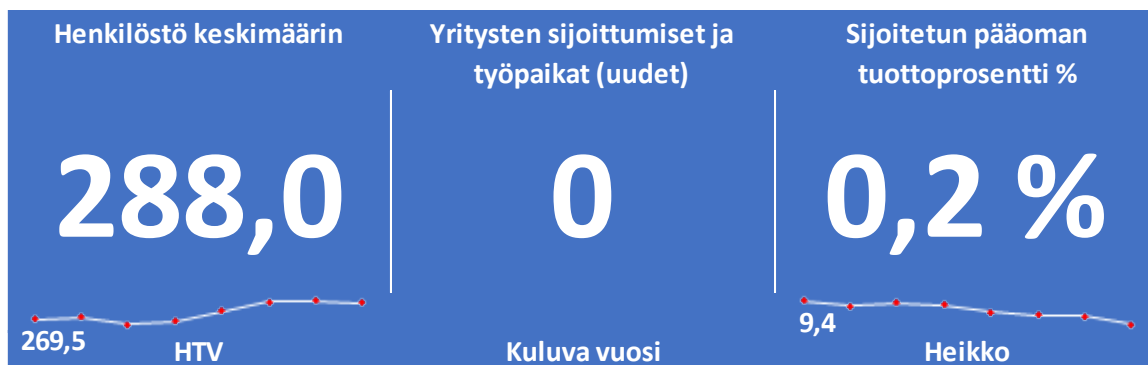 Henkilöstö keskimäärin
288,0
269,5
HTV
Yritysten sijoittumiset ja
työpaikat (uudet)
0
Kuluva vuosi
Sijoitetun pääoman
tuottoprosentti %
0,2 %
9,4
Heikko